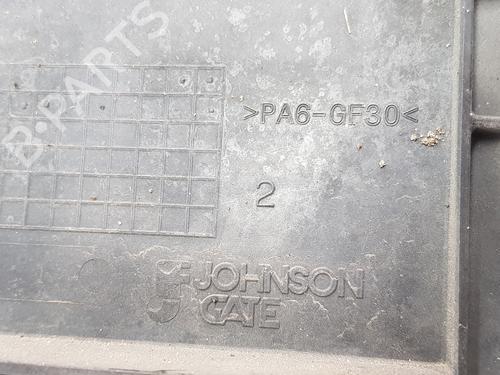 B-PARTS
>PA6-GF30<
2
JOHNSON
GATE